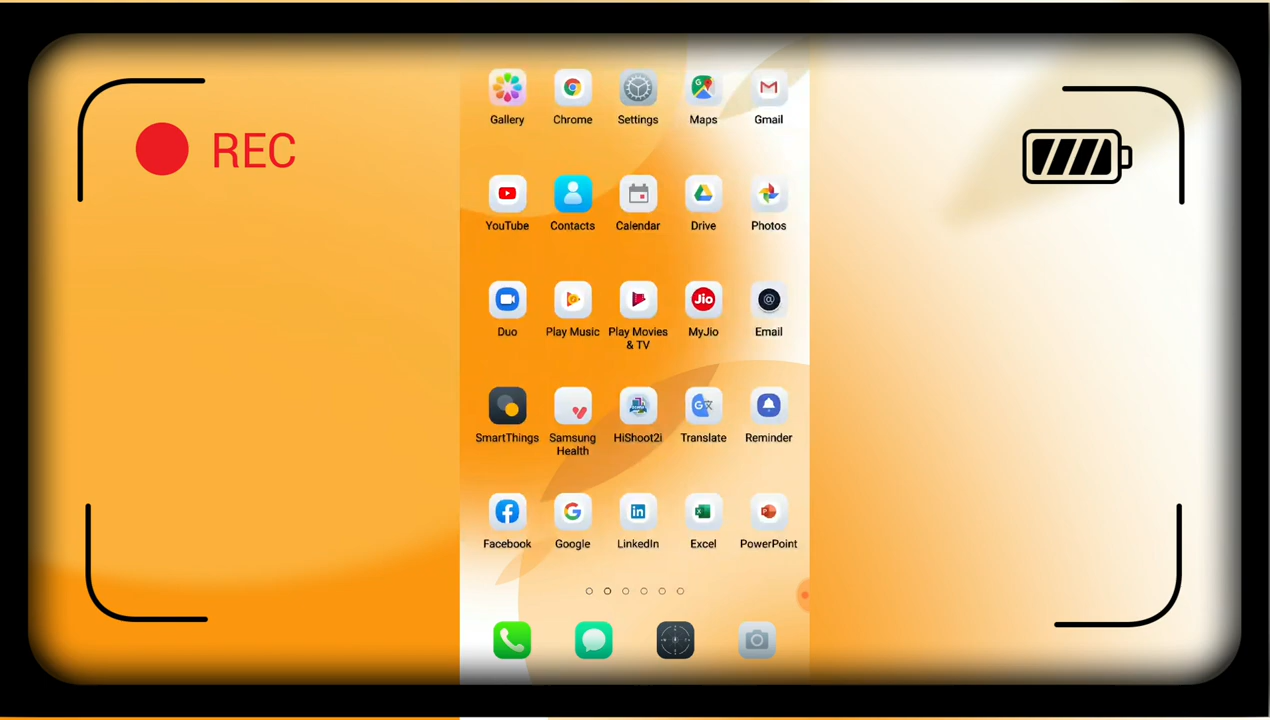 REC
Gallery Chrome Settings Maps Gmail
YouTube Contacts Calendar Drive Photos
Duo Play Music Play Movies & TV MyJio Email
Jio
@
SmartThings Samsung Health HiShoot2i Translate Reminder
Facebook Google LinkedIn Excel PowerPoint